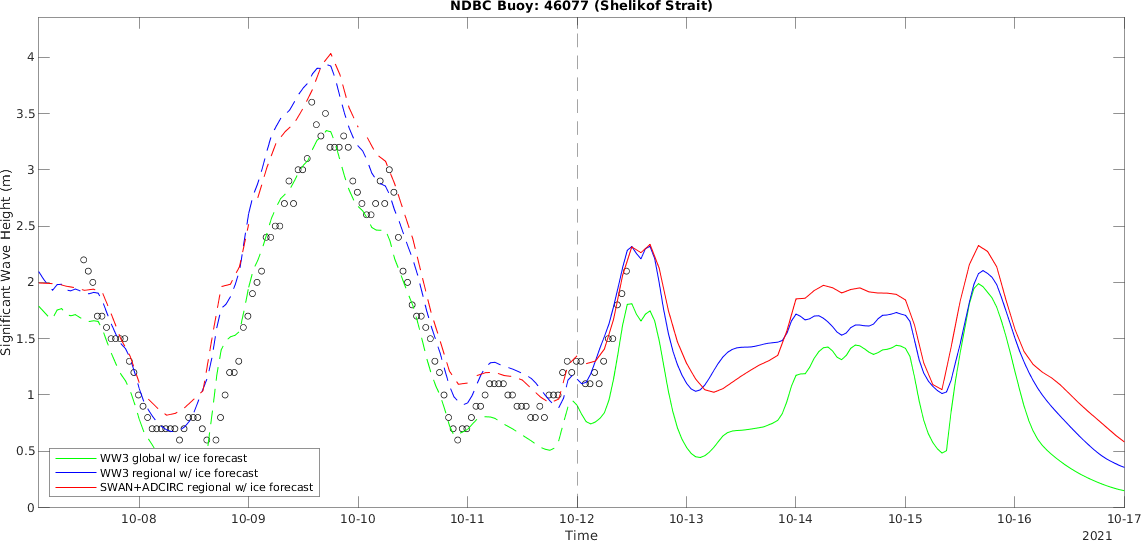 NDBC Buoy: 46077 (Shelikof Strait)
Significant Wave Height (m)
4
3.5
3
2.5
2
1.5
1
0.5
0
WW3 global w/ ice forecast
WW3 regional w/ ice forecast
SWAN+ADCIRC regional w/ ice forecast
10-08 10-09 10-10 10-11 10-12 10-13 10-14 10-15 10-16 10-17
Time
2021